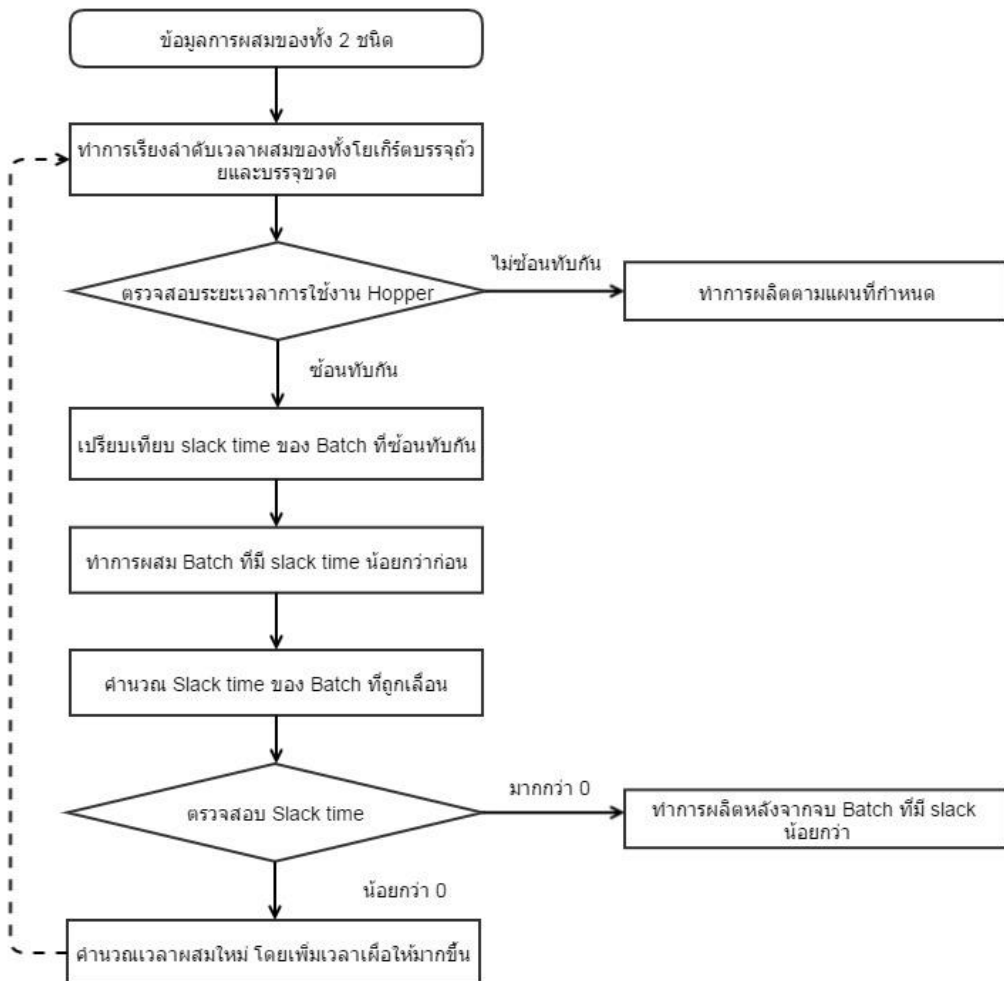 ข้อมูลการผสมของทั้ง 2 ชนิด
ทำการเรียงลำดับเวลาผสมของทั้งโยเกิร์ตบรรจุถ้ว
ยและบรรจุขวด
ไม่ซ้อนทับกัน
ตรวจสอบระยะเวลาการใช้งาน Hopper
ทำการผลิตตามแผนที่กำหนด
ซ้อนทับกัน
เปรียบเทียบ slack time ของ Batch ที่ซ้อนทับกัน
ทำการผสม Batch ที่มี slack time น้อยกว่าก่อน
คำนวณ Slack time ของ Batch ที่ถูกเลื่อน
มากกว่า 0
ตรวจสอบ Slack time
ทำการผลิตหลังจากจบ Batch ที่มี slack
น้อยกว่า
น้อยกว่า 0
คำนวณเวลาผสมใหม่ โดยเพิ่มเวลาเผื่อให้มากขึ้น